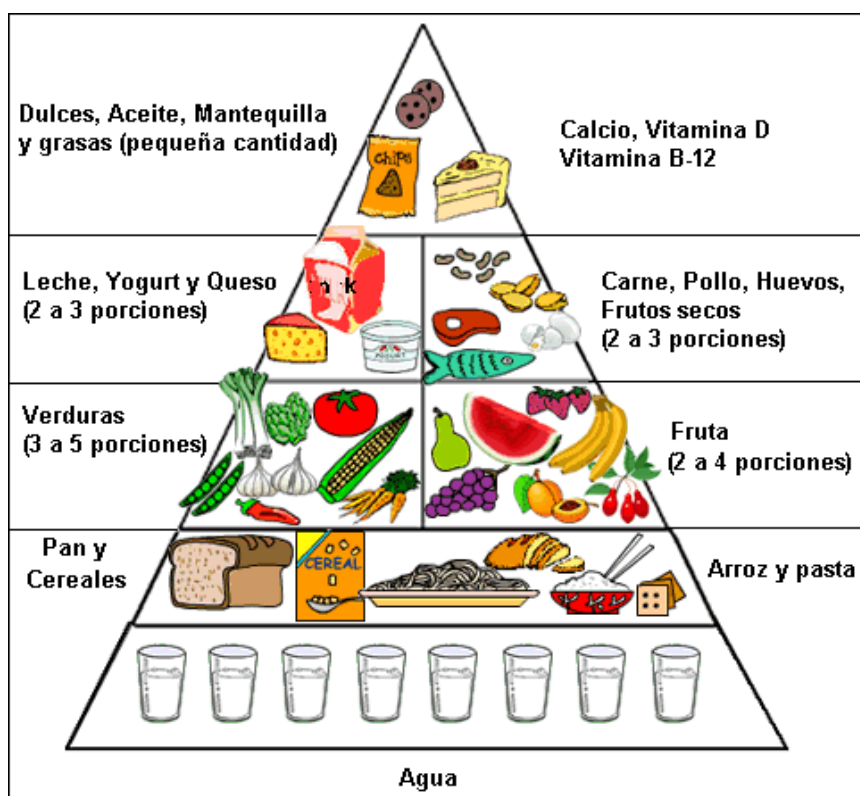 Dulces, Aceite, Mantequilla
y grasas (pequeña cantidad)
Calcio, Vitamina D
Vitamina B-12
CHiPS
Leche, Yogurt y Queso
(2 a 3 porciones)
Carne, Pollo, Huevos,
Frutos secos
(2 a 3 porciones)
YOGURT
Verduras
(3 a 5 porciones)
Fruta
(2 a 4 porciones)
Pan y
Cereales
CEREAL
Arroz y pasta
Agua